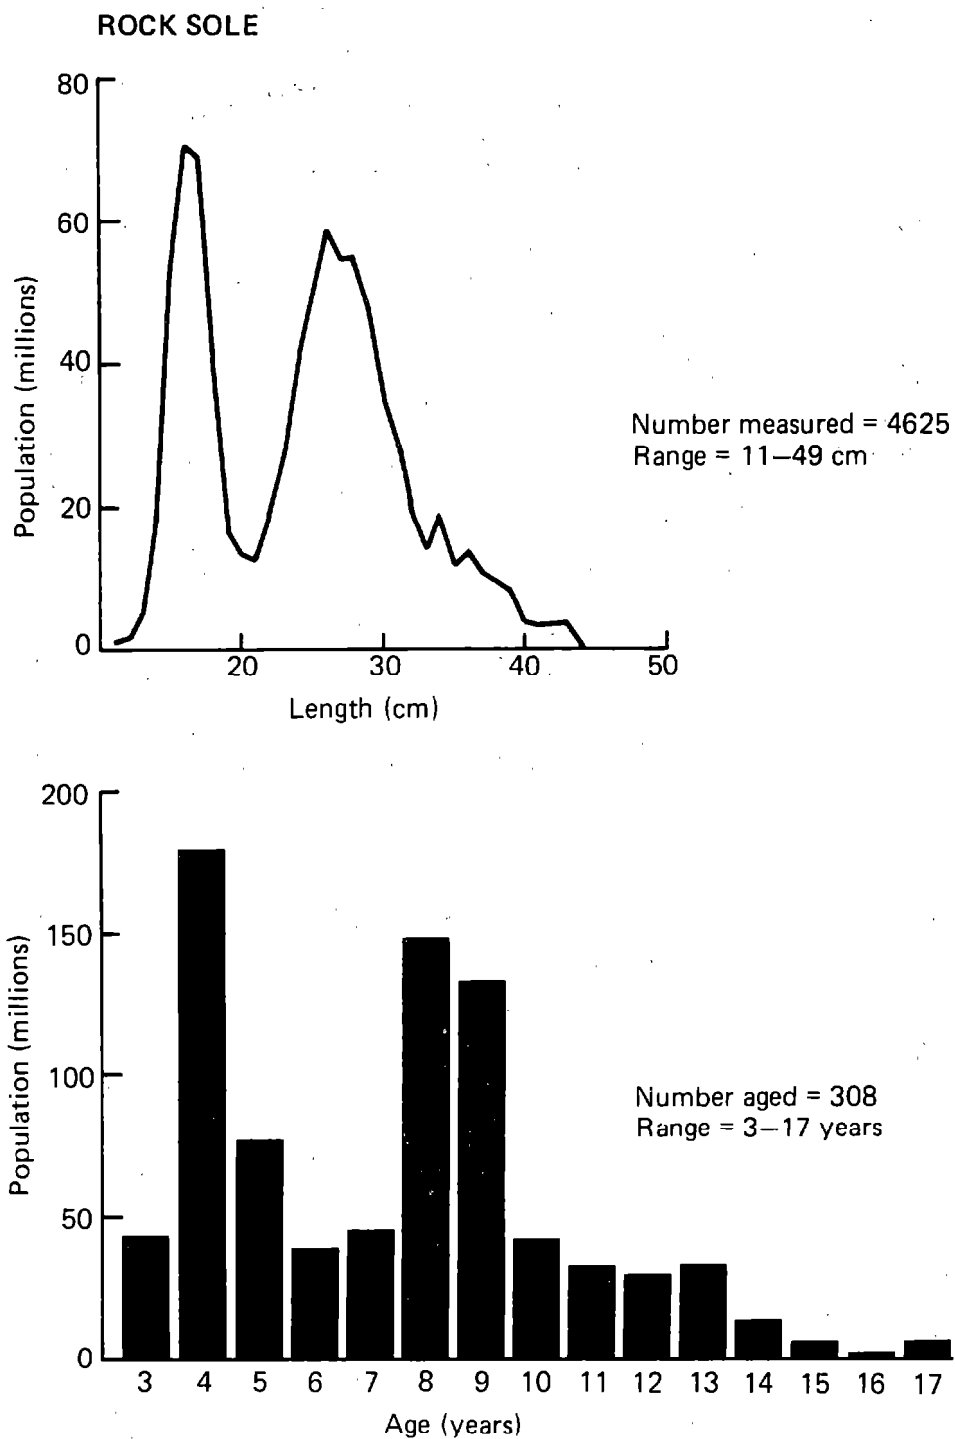 ROCK SOLE
80
60
40
20
0
Population (millions)
20 30 40 50
Length (cm)
Number measured = 4625
Range = 11–49 cm
200
150
100
50
0
Population (millions)
3 4 5 6 7 8 9 10 11 12 13 14 15 16 17
Age (years)
Number aged = 308
Range = 3–17 years